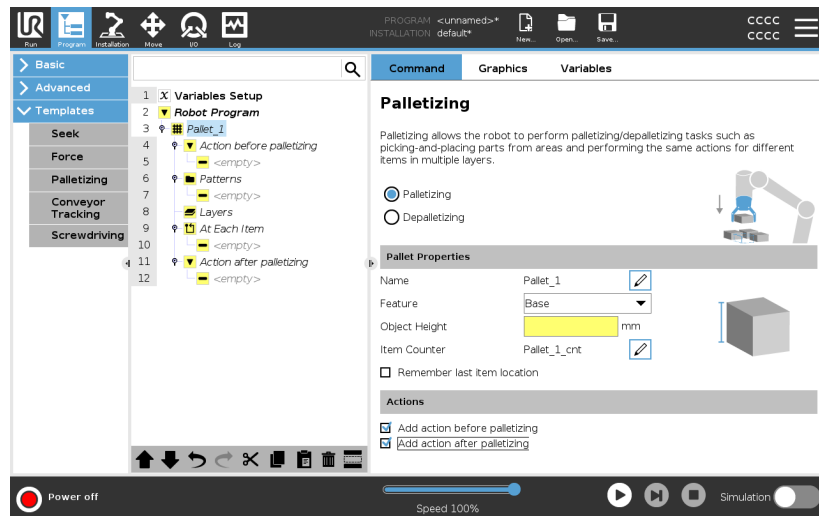 PROGRAM <unnamed>*
INSTALLATION default*
UR
Run
Program
Installation
Move
I/O
Log
New...
Open...
Save...
cccc
cccc
Basic
Advanced
Templates
Seek
Force
Palletizing
Conveyor
Tracking
Screwdriving
1 X Variables Setup
2 Robot Program
3 Pallet_1
4 Action before palletizing
5 <empty>
6 Patterns
7 <empty>
8 Layers
9 At Each Item
10 <empty>
11 Action after palletizing
12 <empty>
Command Graphics Variables
Palletizing
Palletizing allows the robot to perform palletizing/depalletizing tasks such as
picking-and-placing parts from areas and performing the same actions for different
items in multiple layers.
Palletizing
Depalletizing
Pallet Properties
Name Pallet_1
Feature Base
Object Height mm
Item Counter Pallet_1_cnt
Remember last item location
Actions
Add action before palletizing
Add action after palletizing
Power off
Speed 100%
Simulation